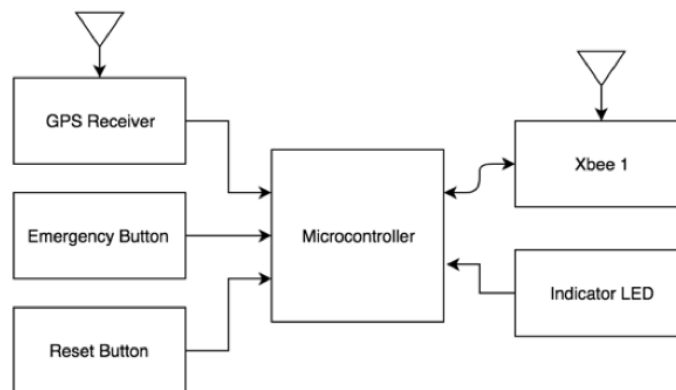 GPS Receiver
Emergency Button
Reset Button
Microcontroller
Xbee 1
Indicator LED